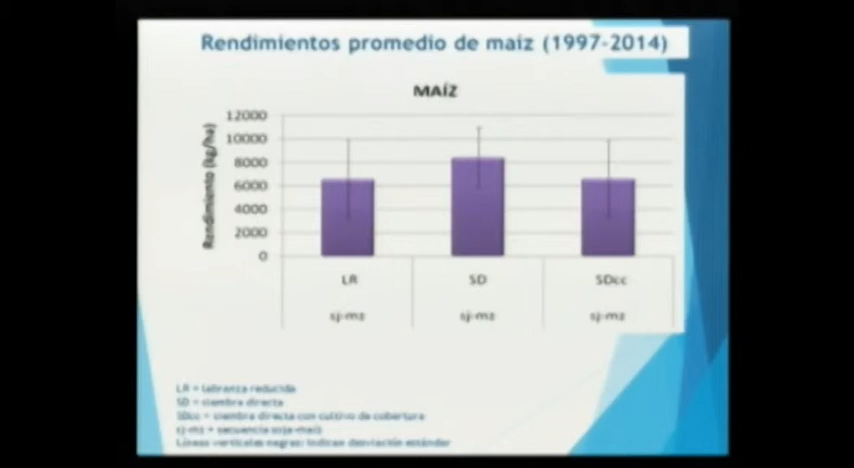 Rendimientos promedio de maíz (1997-2014)
MAÍZ
Rendimiento (kg/ha)
12000
10000
8000
6000
4000
2000
0
LR SD SDcc
sj-mz sj-mz sj-mz
LR = labranza reducida
SD = siembra directa
SDcc = siembra directa con cultivo de cobertura
sj-mz = secuencia soja-maíz
Líneas verticales negras: indican desviación estándar